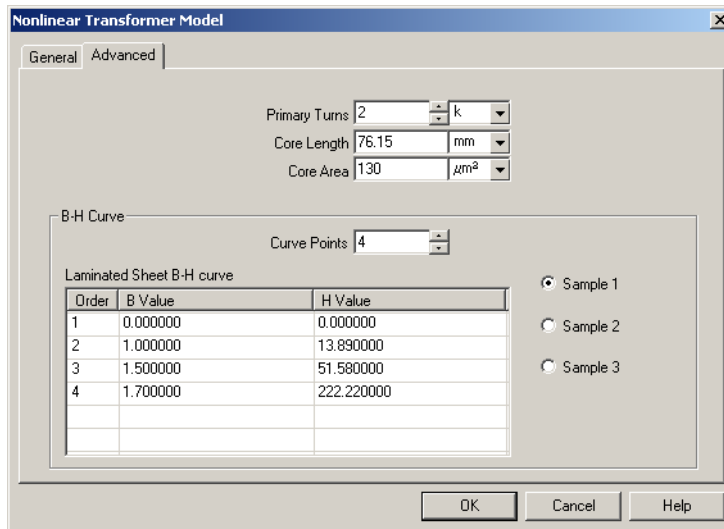 Nonlinear Transformer Model
General Advanced
Primary Turns 2 k
Core Length 76.15 mm
Core Area 130 µm²
B-H Curve
Curve Points 4
Laminated Sheet B-H curve
Order B Value H Value
1 0.000000 0.000000
2 1.000000 13.890000
3 1.500000 51.580000
4 1.700000 222.220000
Sample 1
Sample 2
Sample 3
OK Cancel Help